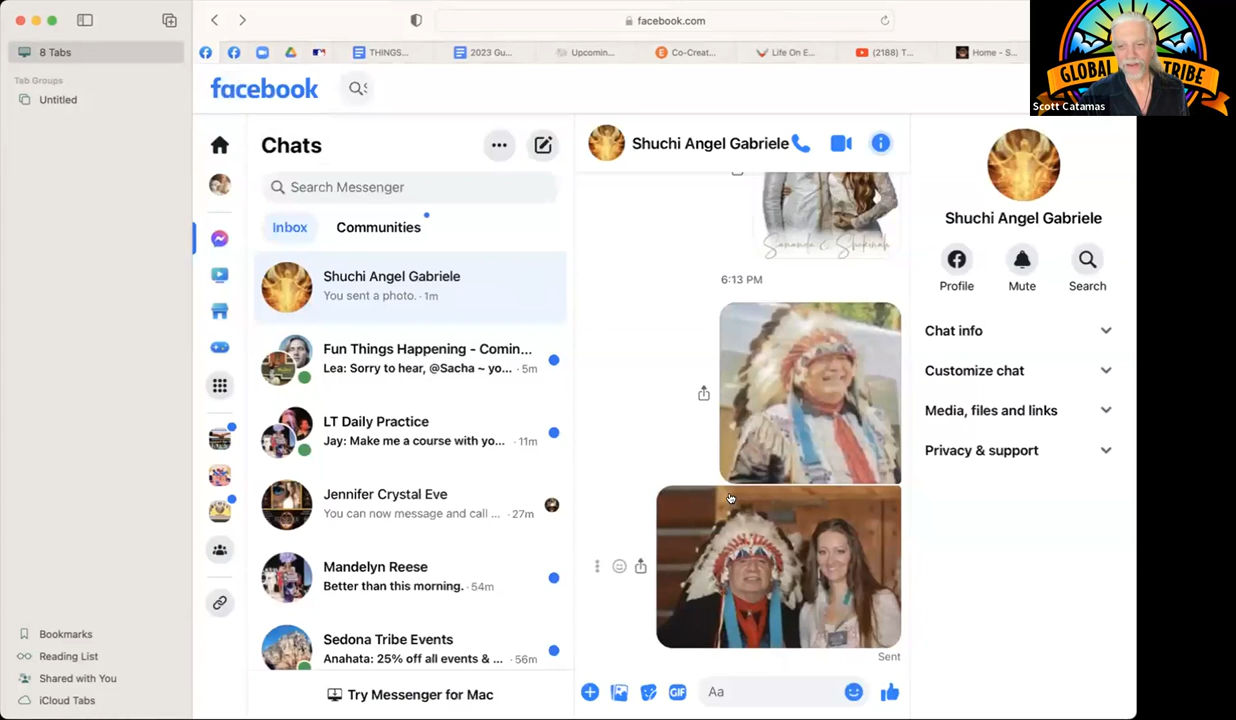 8 Tabs
Tab Groups
Untitled
Bookmarks
Reading List
Shared with You
iCloud Tabs
facebook.com
THINGS...
2023 Gu...
Upcomin...
Co-Creat...
Life On E...
(2188) T...
Home - S...
facebook
Chats
Search Messenger
Inbox
Communities
Shuchi Angel Gabriele
You sent a photo. · 1m
Fun Things Happening - Comin...
Lea: Sorry to hear, @Sacha ~ yo... · 5m
LT Daily Practice
Jay: Make me a course with yo... · 11m
Jennifer Crystal Eve
You can now message and call ... · 27m
Mandelyn Reese
Better than this morning. · 54m
Sedona Tribe Events
Anahata: 25% off all events & ... · 56m
Try Messenger for Mac
Shuchi Angel Gabriele
6:13 PM
Sent
GIF
Aa
GLOBAL TRIBE
Scott Catamas
Shuchi Angel Gabriele
Profile
Mute
Search
Chat info
Customize chat
Media, files and links
Privacy & support